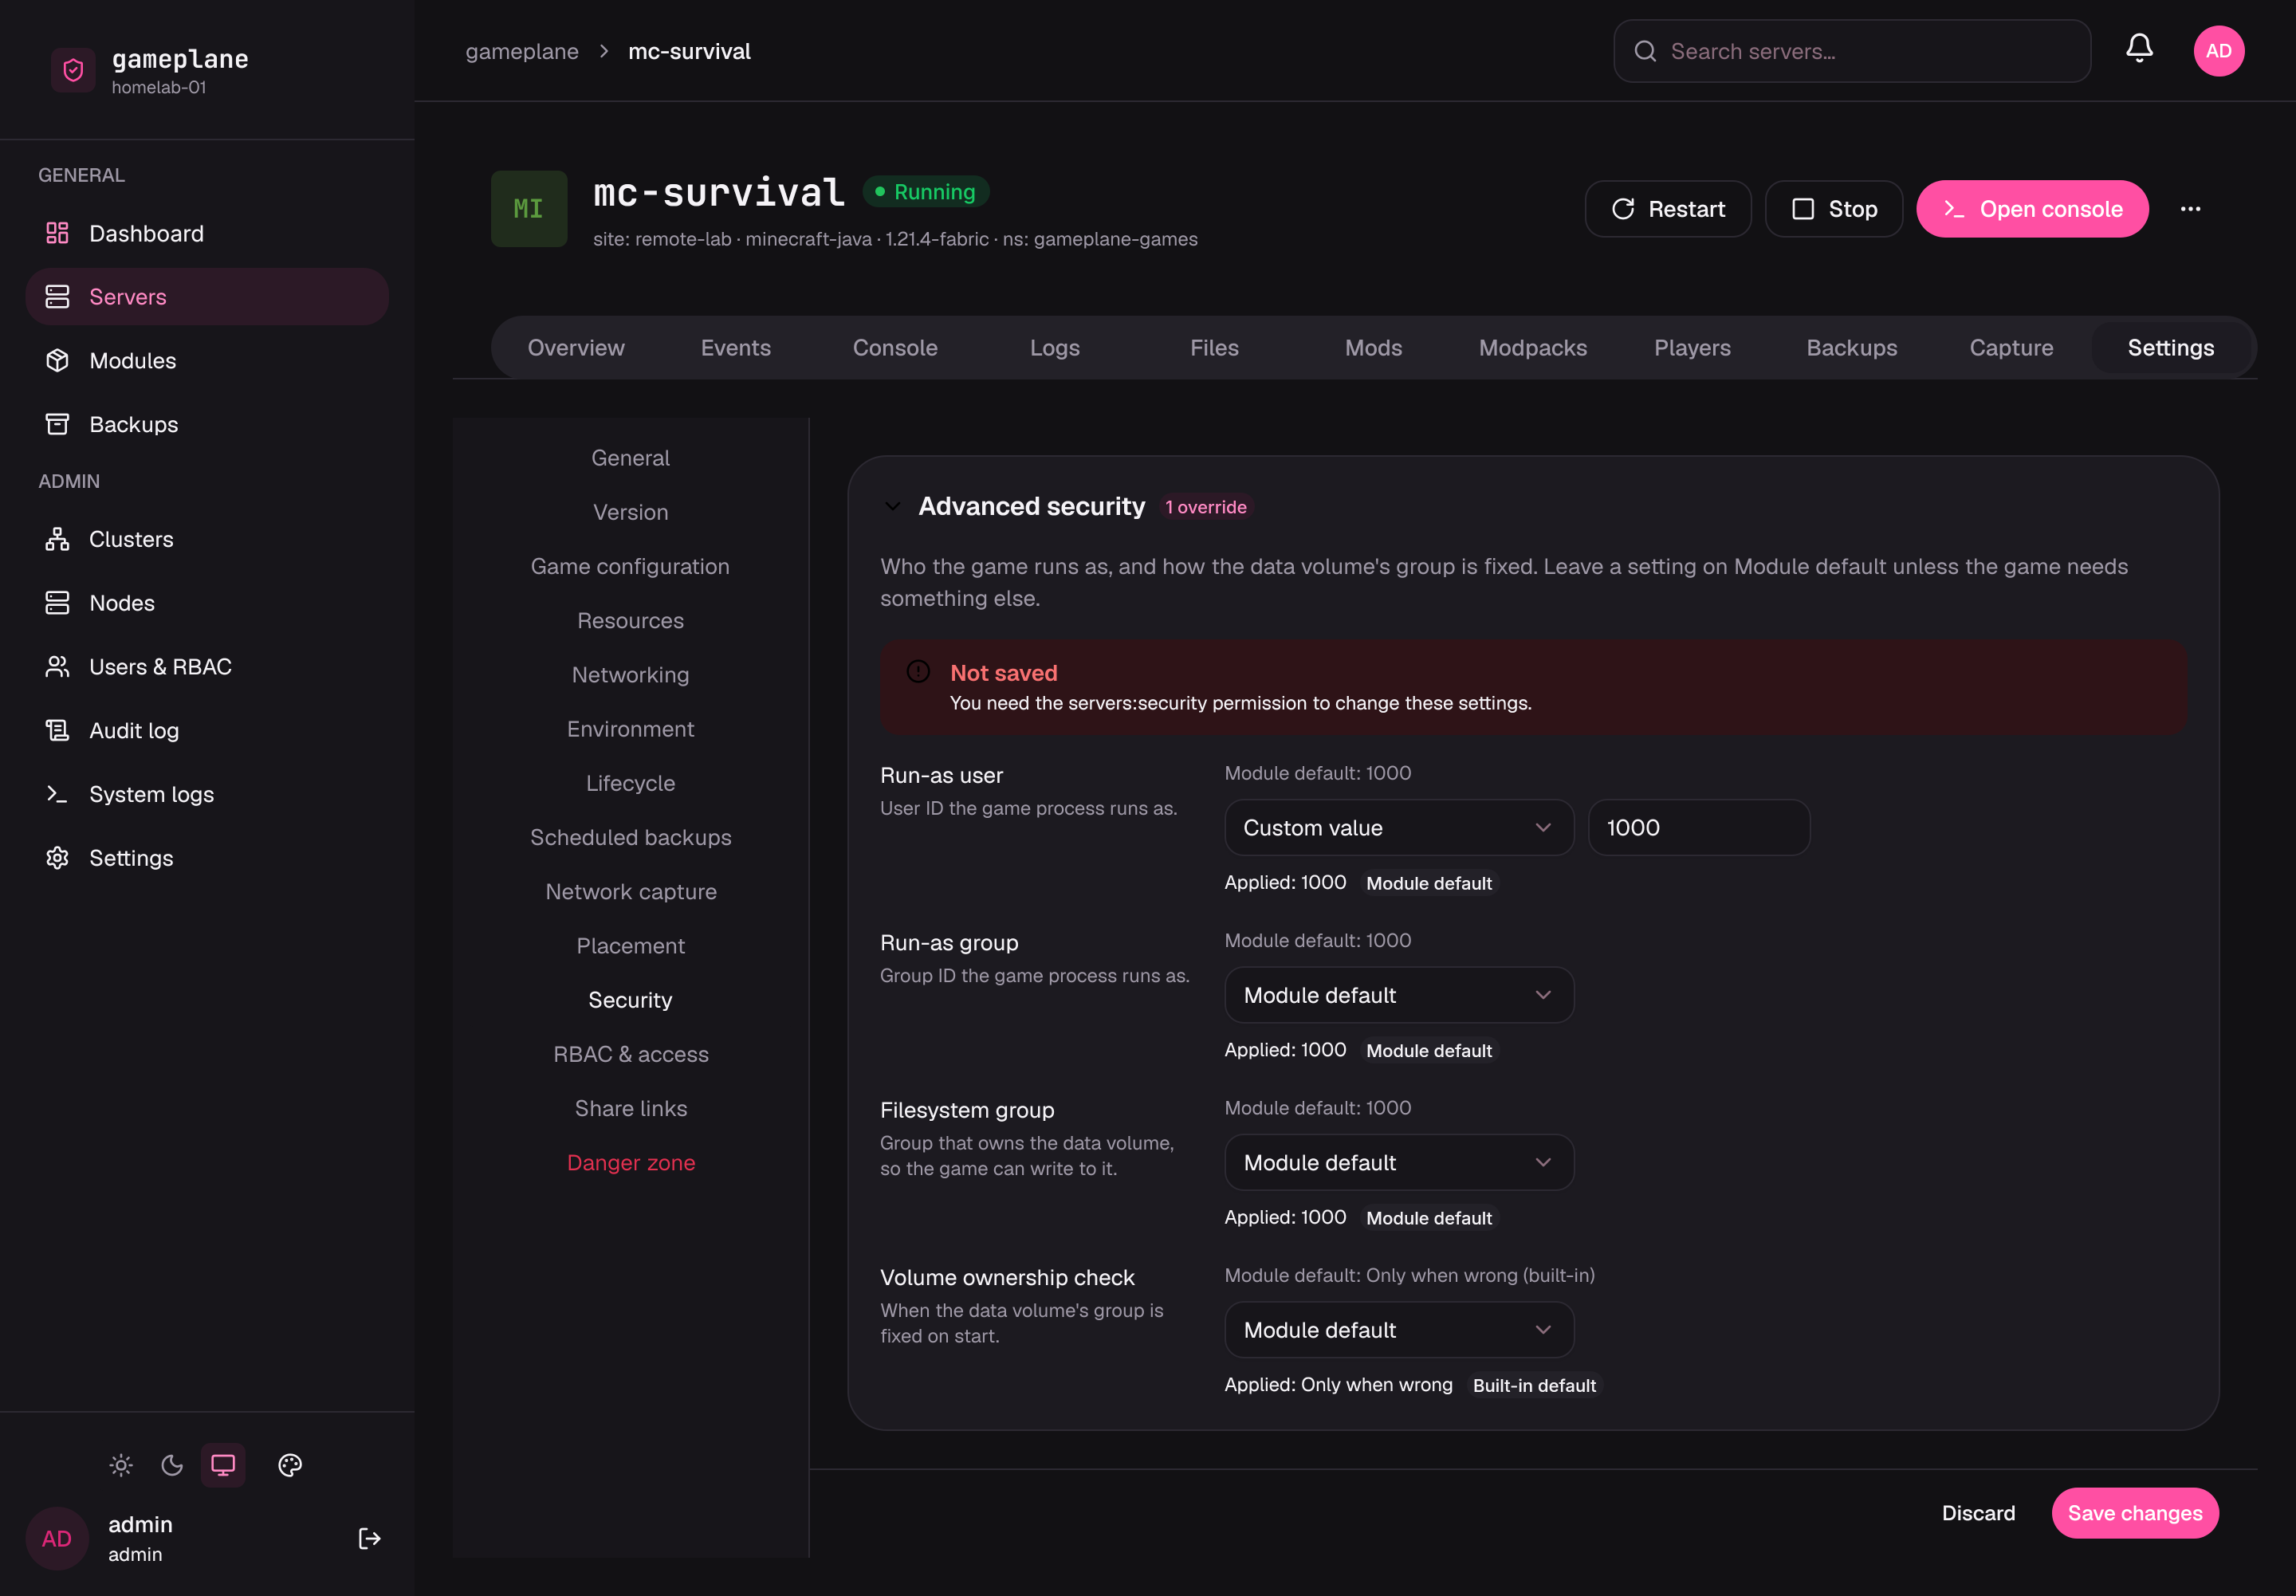 gameplane
homelab-01
GENERAL
Dashboard
Servers
Modules
Backups
ADMIN
Clusters
Nodes
Users & RBAC
Audit log
System logs
Settings
AD
admin
admin
gameplane > mc-survival
Search servers...
AD
MI
mc-survival
Running
site: remote-lab · minecraft-java · 1.21.4-fabric · ns: gameplane-games
Restart
Stop
Open console
Overview
Events
Console
Logs
Files
Mods
Modpacks
Players
Backups
Capture
Settings
General
Version
Game configuration
Resources
Networking
Environment
Lifecycle
Scheduled backups
Network capture
Placement
Security
RBAC & access
Share links
Danger zone
Advanced security
1 override
Who the game runs as, and how the data volume's group is fixed. Leave a setting on Module default unless the game needs
something else.
Not saved
You need the servers:security permission to change these settings.
Run-as user
User ID the game process runs as.
Module default: 1000
Custom value
1000
Applied: 1000 Module default
Run-as group
Group ID the game process runs as.
Module default: 1000
Module default
Applied: 1000 Module default
Filesystem group
Group that owns the data volume,
so the game can write to it.
Module default: 1000
Module default
Applied: 1000 Module default
Volume ownership check
When the data volume's group is
fixed on start.
Module default: Only when wrong (built-in)
Module default
Applied: Only when wrong Built-in default
Discard
Save changes